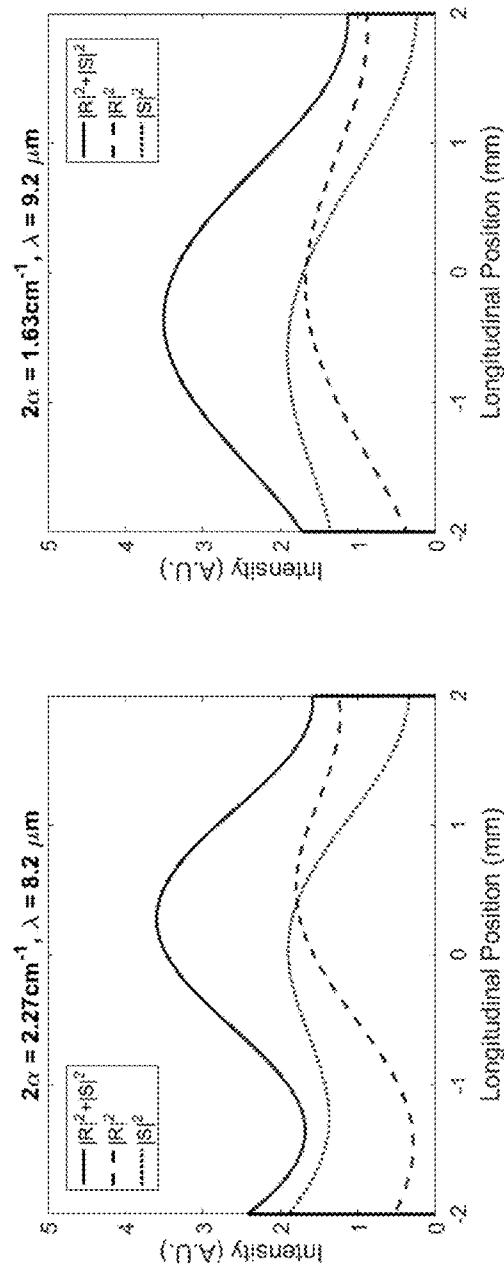 2α = 2.27cm⁻¹, λ = 8.2 μm
|R|²+|S|²
|R|²
|S|²
Intensity (A.U.)
5
4
3
2
1
0
-2
-1
0
1
2
Longitudinal Position (mm)
2α = 1.63cm⁻¹, λ = 9.2 μm
|R|²+|S|²
|R|²
|S|²
Intensity (A.U.)
5
4
3
2
1
0
-2
-1
0
1
2
Longitudinal Position (mm)